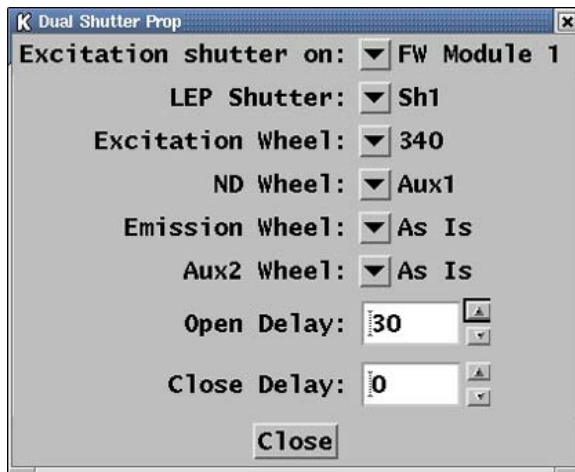 K Dual Shutter Prop
Excitation shutter on: FW Module 1
LEP Shutter: Sh1
Excitation Wheel: 340
ND Wheel: Aux1
Emission Wheel: As Is
Aux2 Wheel: As Is
Open Delay: 30
Close Delay: 0
Close